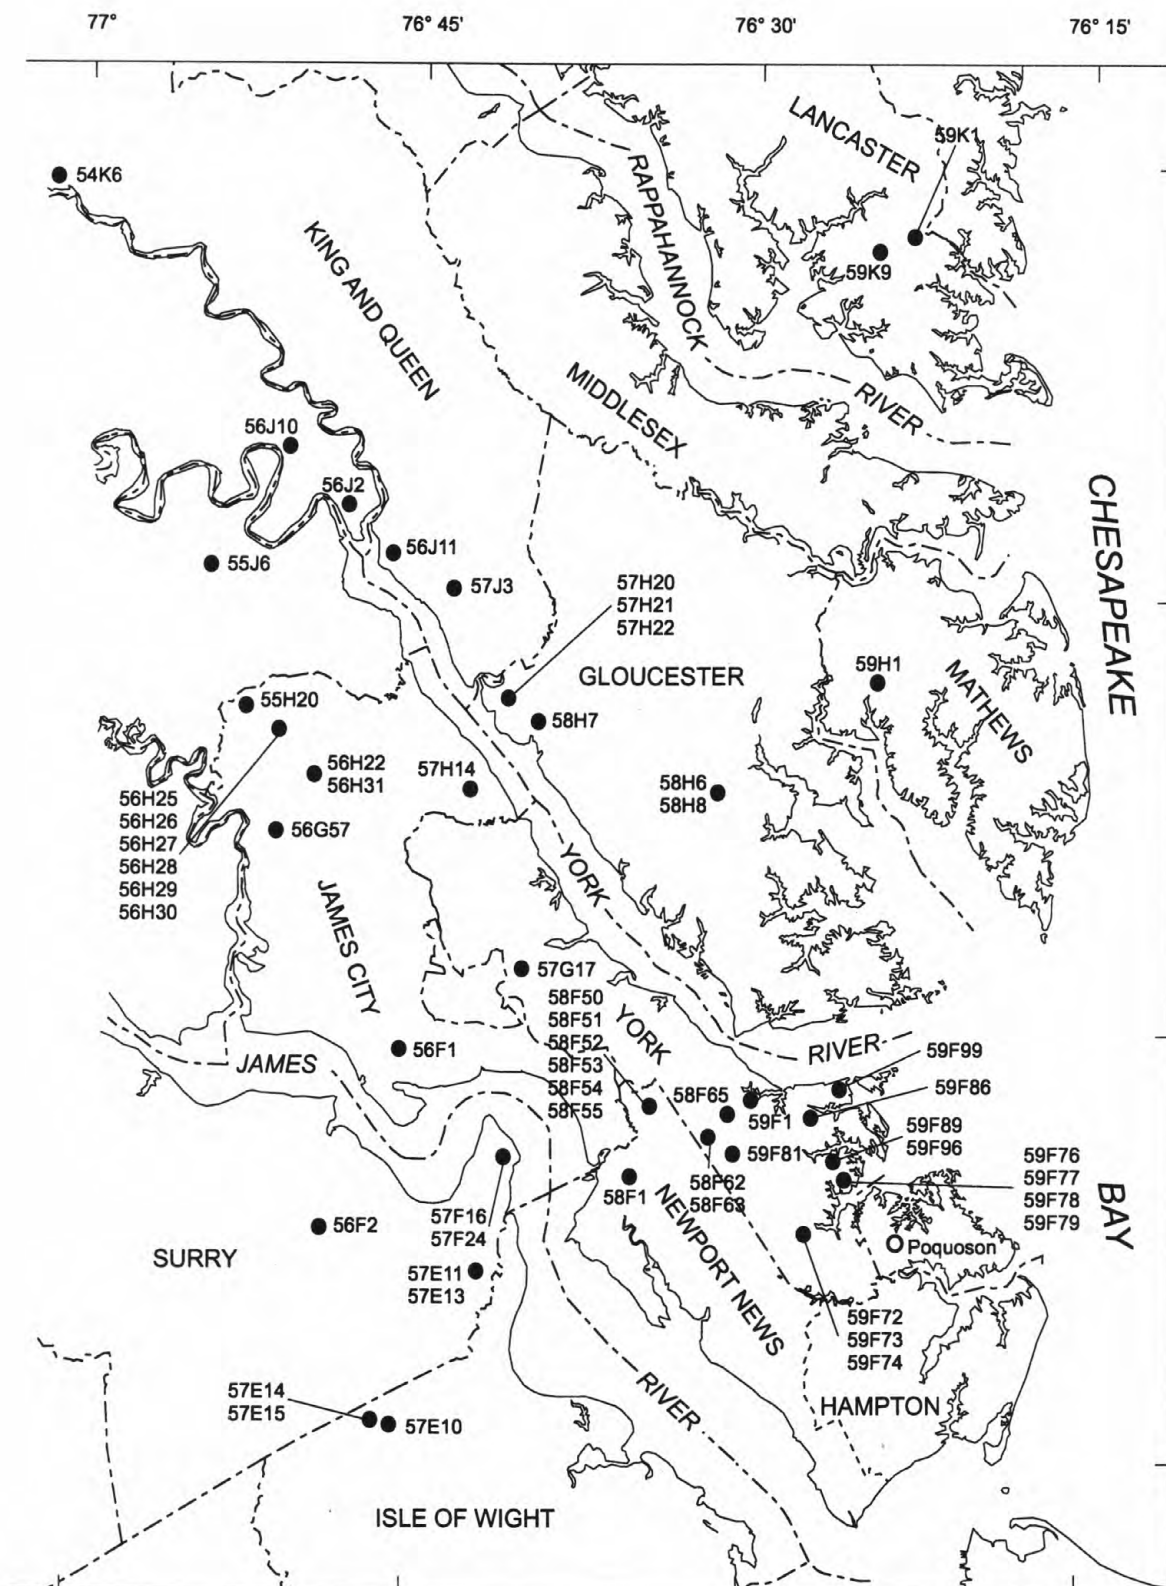 77° 76° 45' 76° 30' 76° 15'
LANCASTER
59K1
54K6
RAPPAHANNOCK
KING AND QUEEN
59K9
MIDDLESEX
RIVER
56J10
56J2
CHESAPEAKE
56J11
55J6
57J3
57H20
57H21
57H22
GLOUCESTER
59H1
MATHEWS
55H20
58H7
56H22
56H31
57H14
58H6
58H8
56H25
56H26
56H27
56H28
56H29
56H30
56G57
YORK
JAMES CITY
57G17
58F50
58F51
58F52
58F53
58F54
58F55
YORK
RIVER
56F1
JAMES
59F99
59F86
58F65
59F1
59F89
59F96
59F81
59F76
59F77
59F78
59F79
58F62
58F63
58F1
NEWPORT NEWS
BAY
57F16
57F24
56F2
SURRY
Poquoson
57E11
57E13
59F72
59F73
59F74
57E14
57E15
57E10
RIVER
HAMPTON
ISLE OF WIGHT